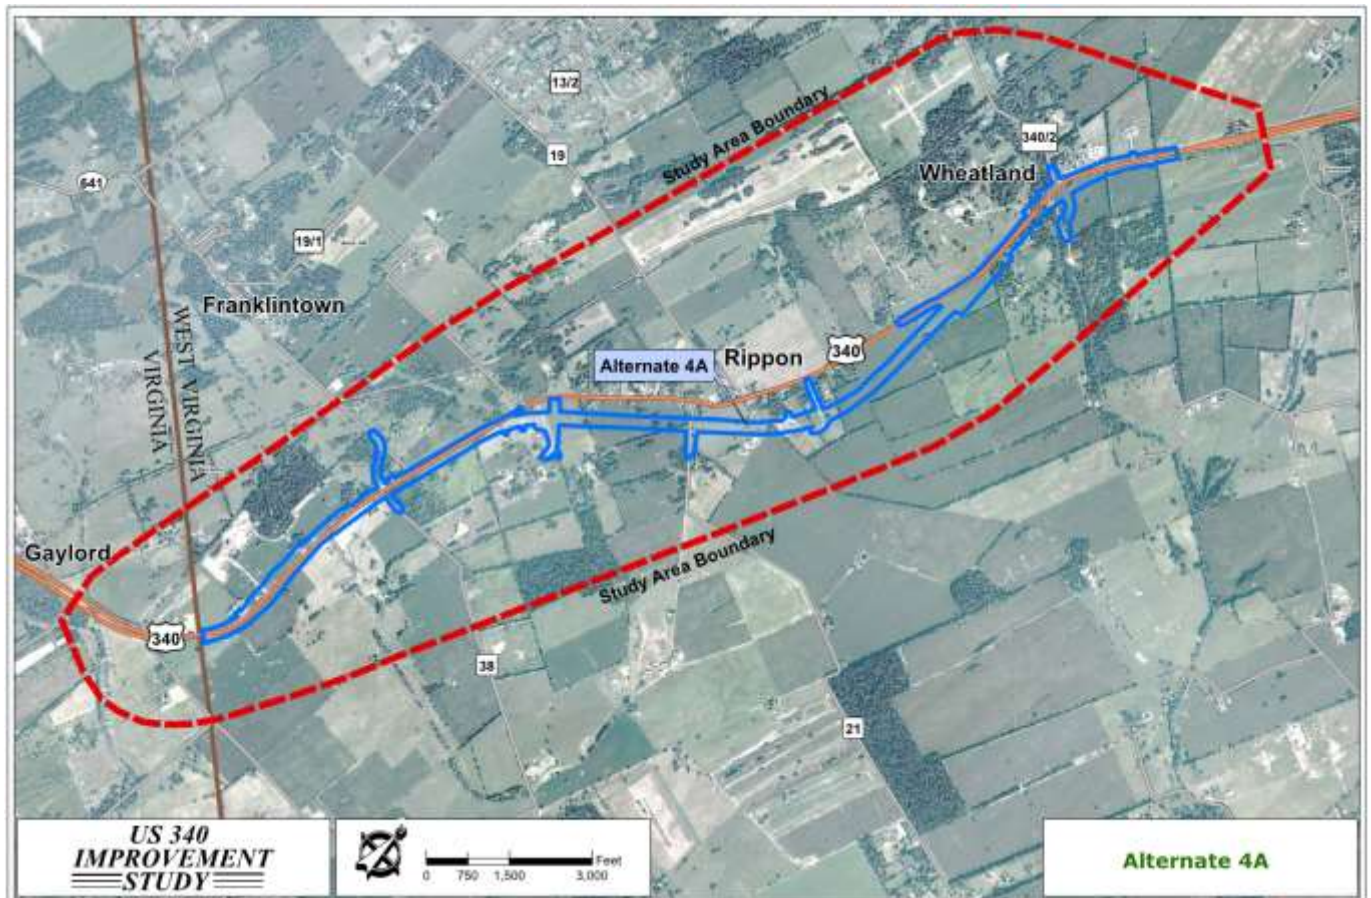 13/2
Study Area Boundary
19
340/2
641
Wheatland
19/1
Franklintown
WEST VIRGINIA
VIRGINIA
Rippon
340
Alternate 4A
Gaylord
Study Area Boundary
340
38
21
US 340
IMPROVEMENT
STUDY
Feet
0 750 1,500 3,000
Alternate 4A